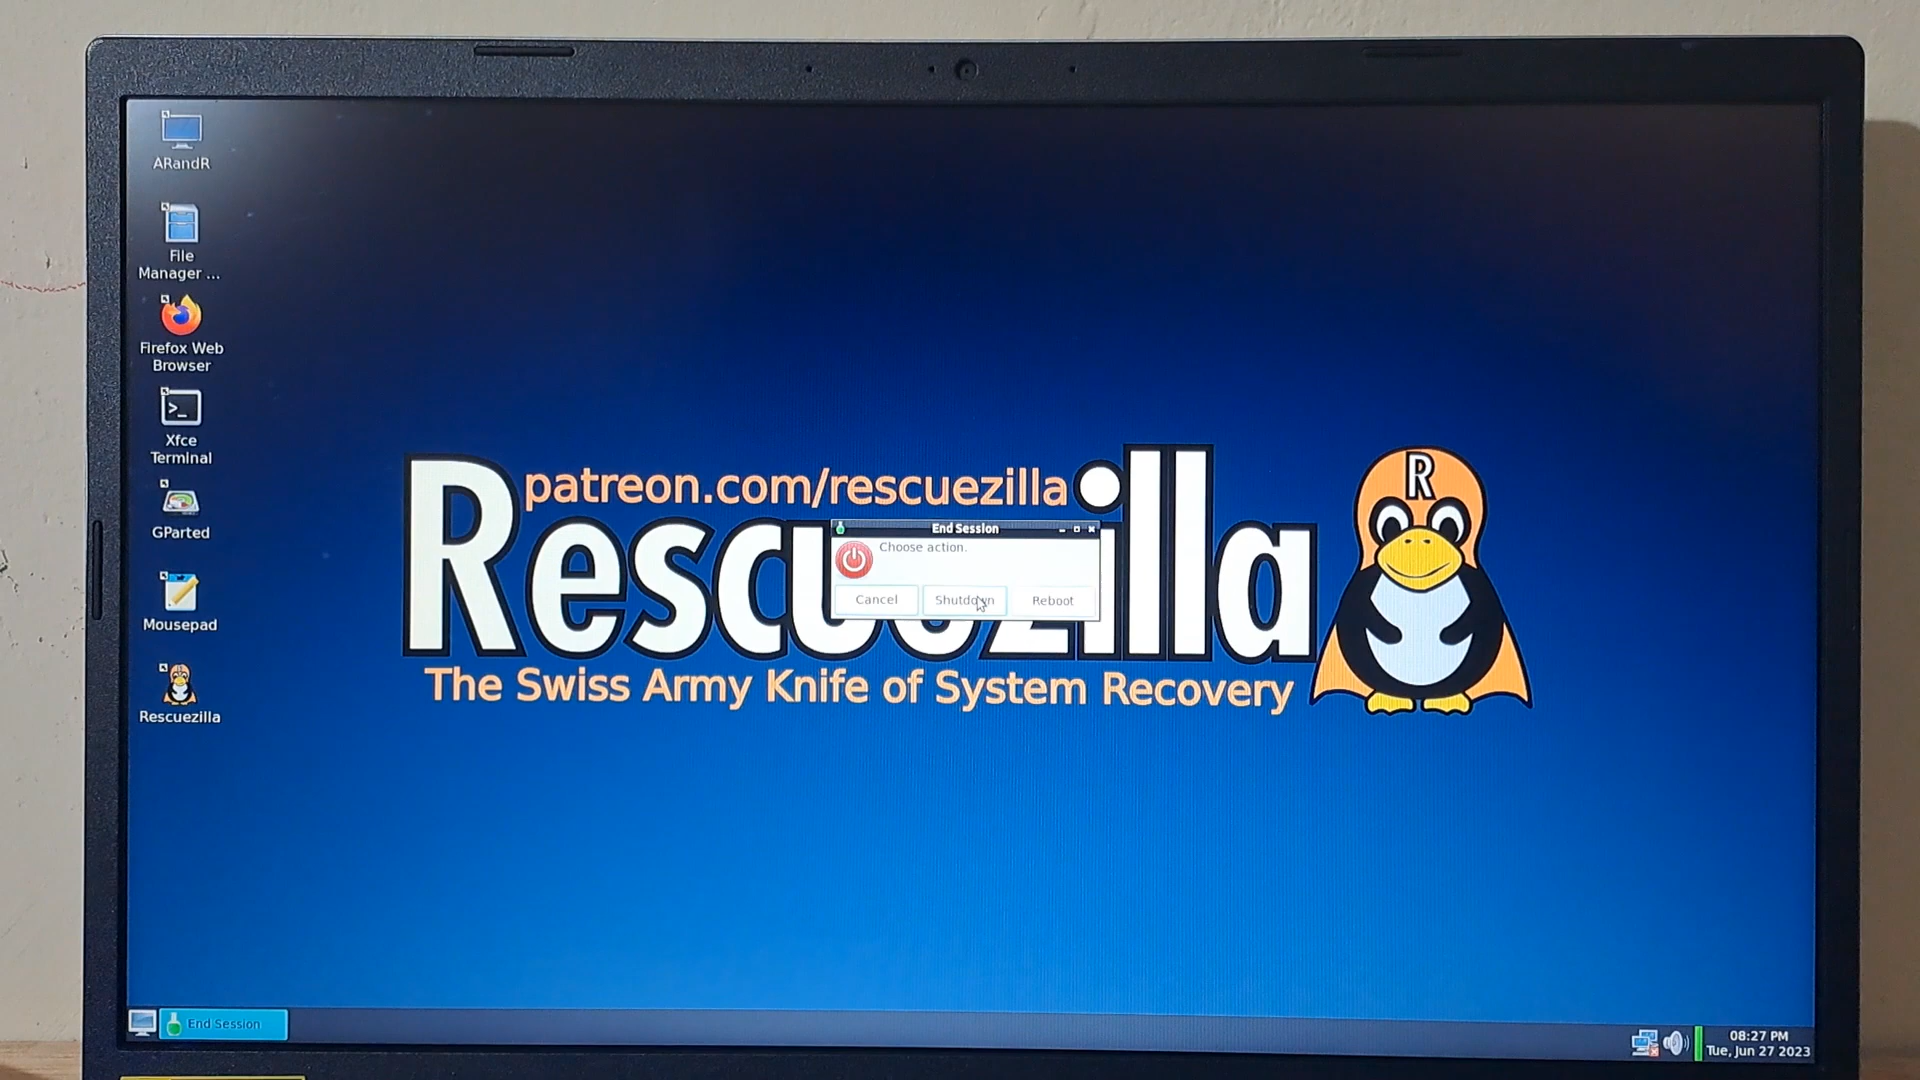 ARandR
File
Manager ...
Firefox Web
Browser
>_
Xfce
Terminal
GParted
Mousepad
Rescuezilla
patreon.com/rescuezilla
Rescuezilla
R
The Swiss Army Knife of System Recovery
End Session
Choose action.
Cancel
Shutdown
Reboot
End Session
08:27 PM
Tue, Jun 27 2023